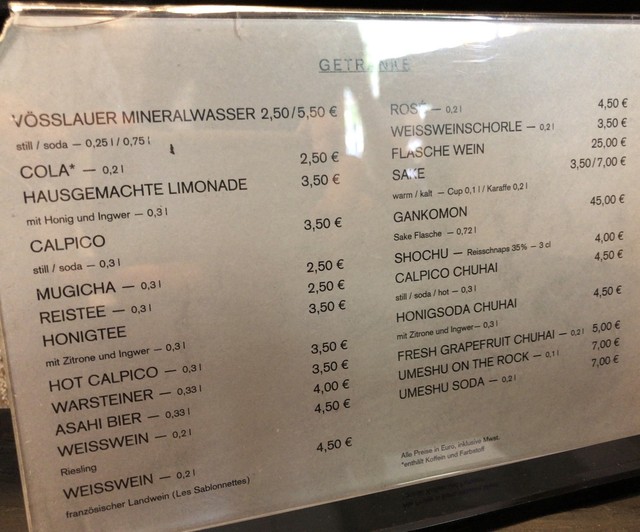 GETRÄNKE
VÖSSLAUER MINERALWASSER 2,50/5,50 €
still / soda — 0,25 l / 0,75 l
COLA* — 0,2 l 2,50 €
HAUSGEMACHTE LIMONADE 3,50 €
mit Honig und Ingwer — 0,3 l
CALPICO 3,50 €
still / soda — 0,3 l
MUGICHA — 0,3 l 2,50 €
REISTEE — 0,3 l 2,50 €
HONIGTEE 3,50 €
mit Zitrone und Ingwer — 0,3 l
HOT CALPICO — 0,3 l 3,50 €
WARSTEINER — 0,33 l 3,50 €
ASAHI BIER — 0,33 l 4,00 €
WEISSWEIN — 0,2 l 4,50 €
Riesling
WEISSWEIN — 0,2 l 4,50 €
französischer Landwein (Les Sablonnettes)
ROSÉ — 0,2 l 4,50 €
WEISSWEINSCHORLE — 0,2 l 3,50 €
FLASCHE WEIN 25,00 €
SAKE 3,50/7,00 €
warm / kalt — Cup 0,1 l / Karaffe 0,2 l
GANKOMON 45,00 €
Sake Flasche — 0,72 l
SHOCHU — Reisschnaps 35% — 3 cl 4,00 €
CALPICO CHUHAI 4,50 €
still / soda / hot — 0,3 l
HONIGSODA CHUHAI 4,50 €
mit Zitrone und Ingwer— 0,3 l
FRESH GRAPEFRUIT CHUHAI — 0,2 l 5,00 €
UMESHU ON THE ROCK — 0,1 l 7,00 €
UMESHU SODA — 0,2 l 7,00 €
Alle Preise in Euro, inklusive Mwst.
*enthält Koffein und Farbstoff